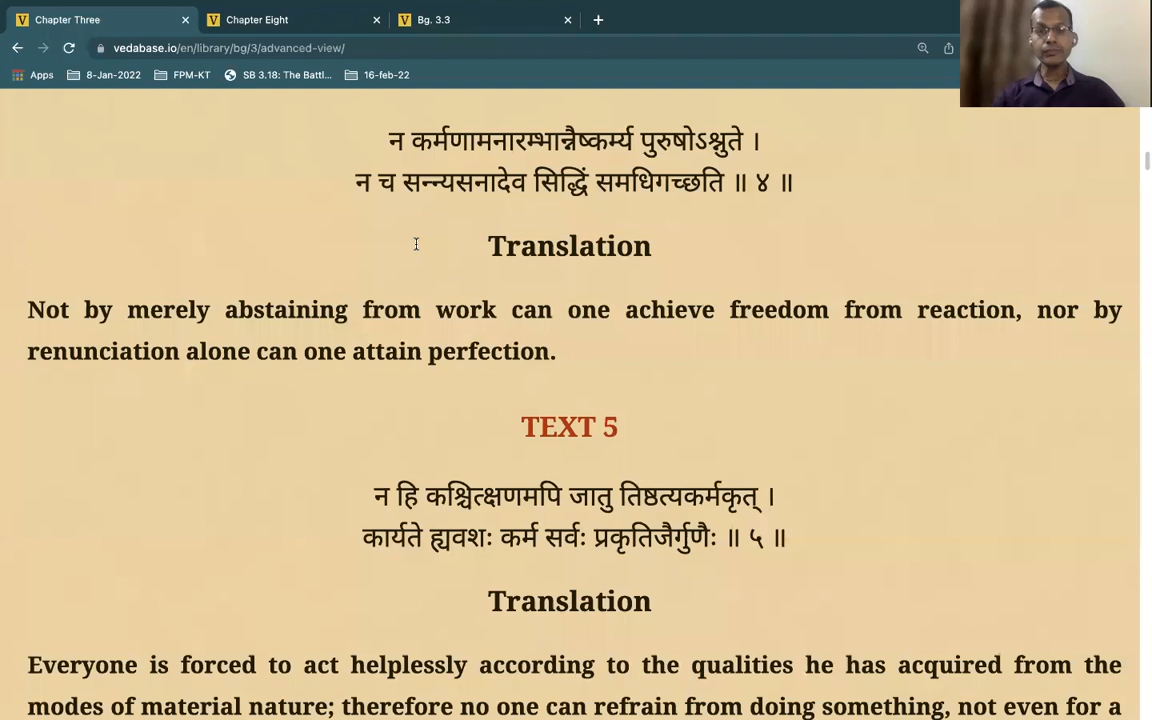 Chapter Three
Chapter Eight
Bg. 3.3
vedabase.io/en/library/bg/3/advanced-view/
Apps 8-Jan-2022 FPM-KT SB 3.18: The Battl... 16-feb-22
न कर्मणामनारम्भान्नैष्कर्म्य पुरुषोऽश्नुते ।
न च सन्न्यसनादेव सिद्धिं समधिगच्छति ॥ ४ ॥
Translation
Not by merely abstaining from work can one achieve freedom from reaction, nor by
renunciation alone can one attain perfection.
TEXT 5
न हि कश्चित्क्षणमपि जातु तिष्ठत्यकर्मकृत् ।
कार्यते ह्यवशः कर्म सर्वः प्रकृतिजैर्गुणैः ॥ ५ ॥
Translation
Everyone is forced to act helplessly according to the qualities he has acquired from the
modes of material nature; therefore no one can refrain from doing something, not even for a